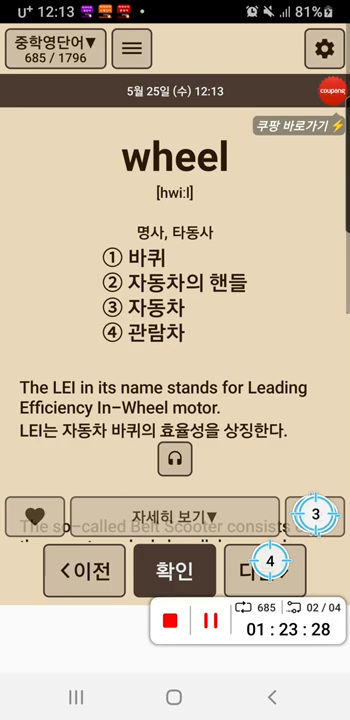 U+ 12:13 81%
중학영단어▼
685 / 1796
5월 25일 (수) 12:13
coupang
쿠팡 바로가기⚡
wheel
[hwiːl]
명사, 타동사
① 바퀴
② 자동차의 핸들
③ 자동차
④ 관람차
The LEI in its name stands for Leading
Efficiency In-Wheel motor.
LEI는 자동차 바퀴의 효율성을 상징한다.
자세히 보기▼
3
The so-called Belt Scooter consists
<이전
확인
4
685 02 / 04
01 : 23 : 28